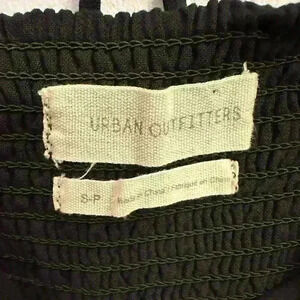 URBAN OUTFITTERS
S-P
Made in China / Fabriqué en Chine